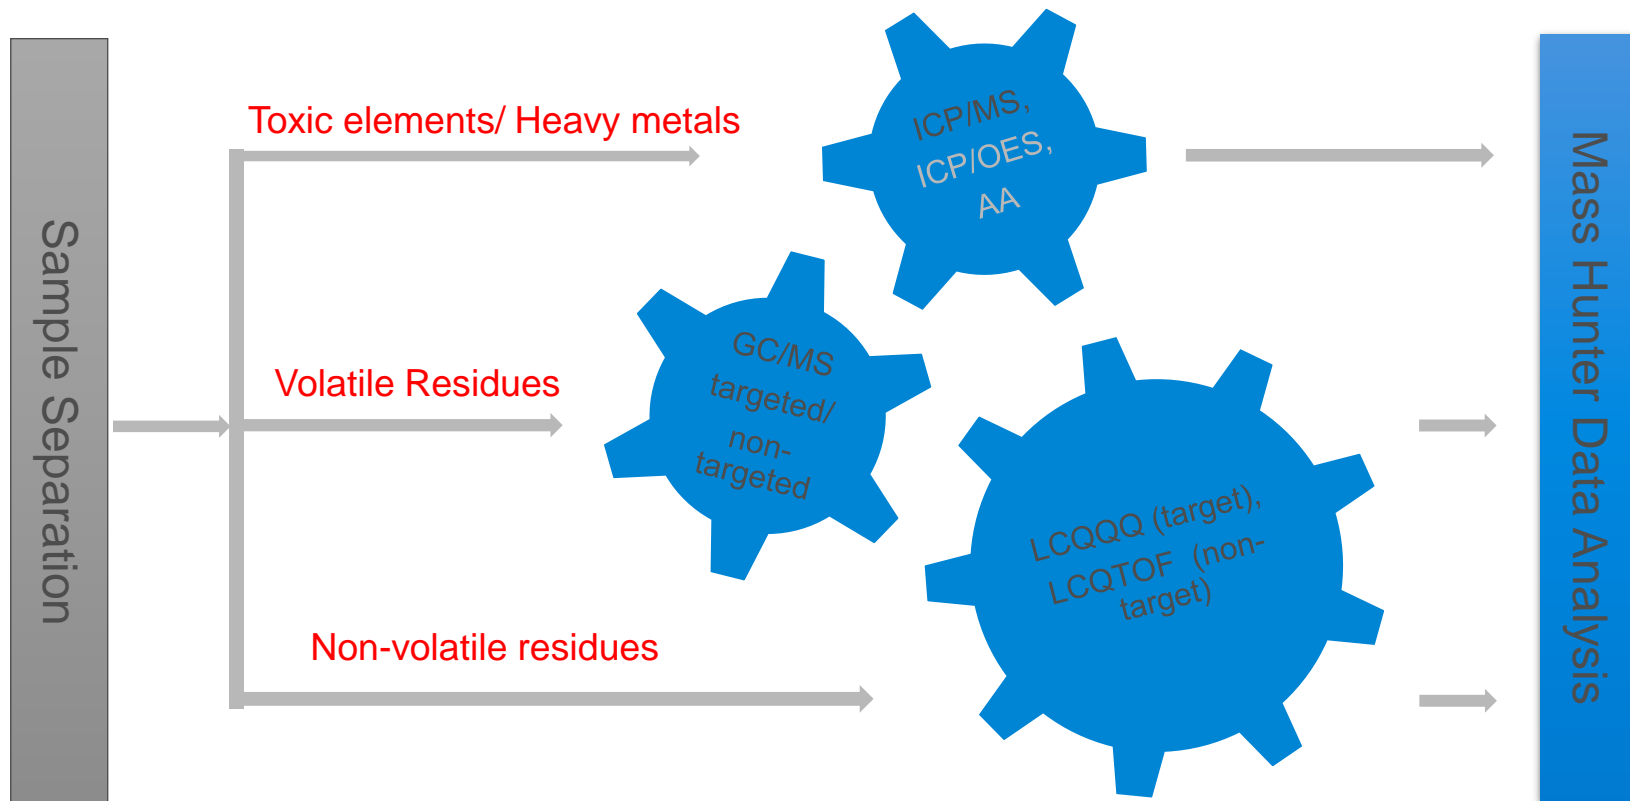 Sample Separation
Toxic elements/ Heavy metals
ICP/MS,
ICP/OES,
AA
Volatile Residues
GC/MS
targeted/
non-
targeted
Non-volatile residues
LCQQQ (target),
LCQTOF (non-
target)
Mass Hunter Data Analysis